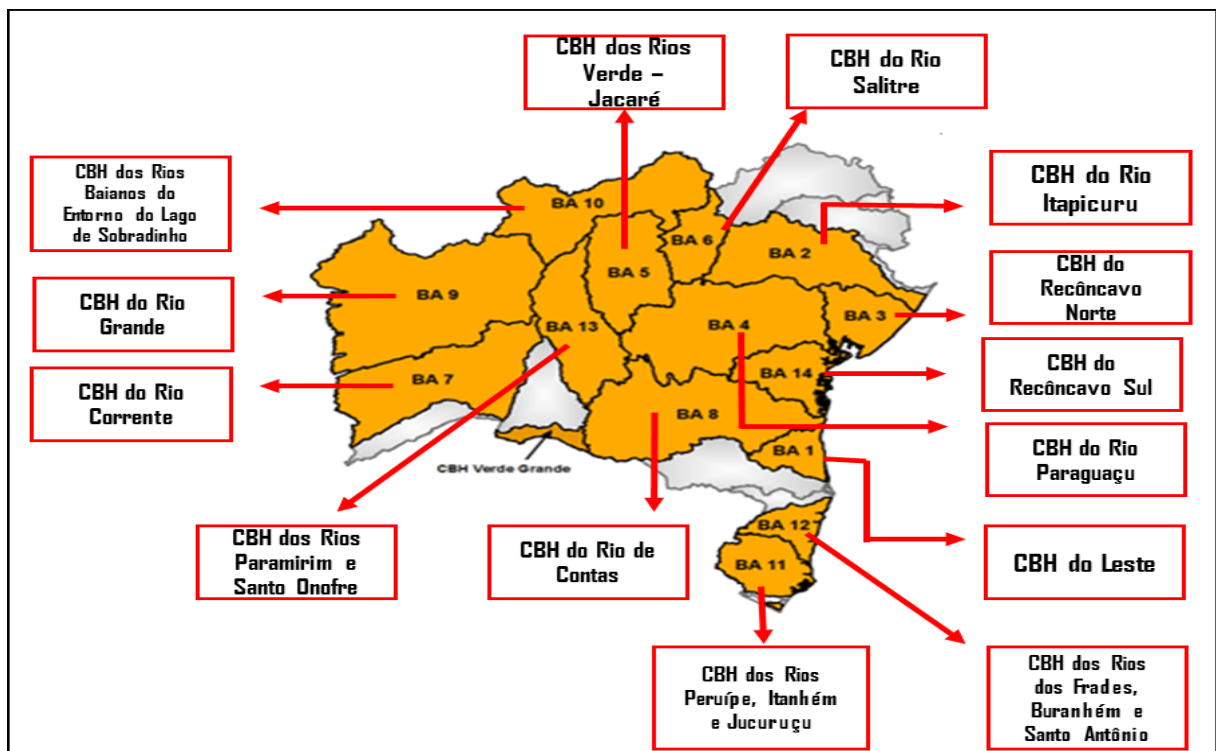 CBH dos Rios
Verde –
Jacaré
CBH do Rio
Salitre
CBH dos Rios
Baianos do
Entorno do Lago
de Sobradinho
CBH do Rio
Itapicuru
CBH do Rio
Grande
CBH do
Recôncavo
Norte
CBH do Rio
Corrente
CBH do
Recôncavo Sul
CBH do Rio
Paraguaçu
BA 10
BA 6
BA 2
BA 5
BA 9
BA 13
BA 4
BA 3
BA 7
BA 14
BA 8
BA 1
CBH Verde Grande
BA 12
BA 11
CBH dos Rios
Paramirim e
Santo Onofre
CBH do Rio de
Contas
CBH do Leste
CBH dos Rios
Peruípe, Itanhém
e Jucuruçu
CBH dos Rios
dos Frades,
Buranhém e
Santo Antônio